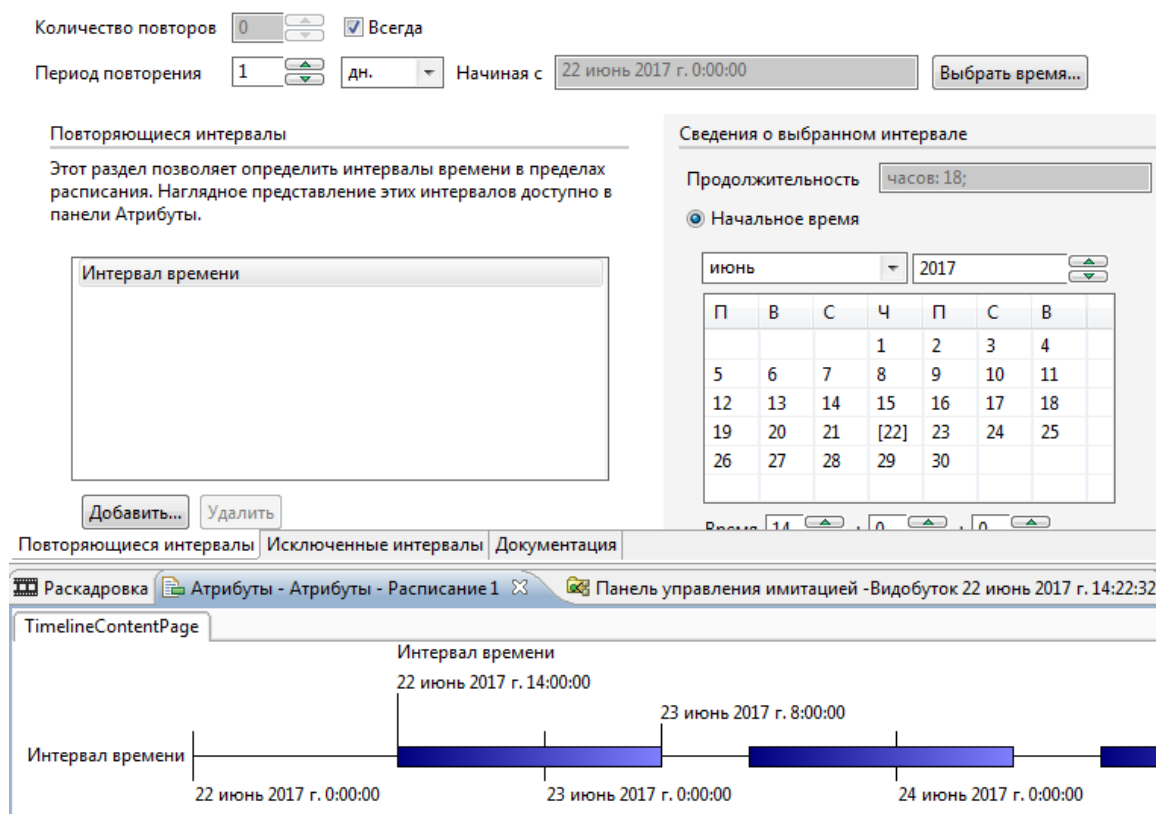 Количество повторов 0 Всегда
Период повторения 1 дн. Начиная с 22 июнь 2017 г. 0:00:00 Выбрать время...
Повторяющиеся интервалы
Этот раздел позволяет определить интервалы времени в пределах
расписания. Наглядное представление этих интервалов доступно в
панели Атрибуты.
Интервал времени
Добавить... Удалить
Сведения о выбранном интервале
Продолжительность часов: 18;
Начальное время
июнь 2017
П В С Ч П С В
1 2 3 4
5 6 7 8 9 10 11
12 13 14 15 16 17 18
19 20 21 [22] 23 24 25
26 27 28 29 30
Время 14 : 0 : 0
Повторяющиеся интервалы Исключенные интервалы Документация
Раскадровка Атрибуты - Атрибуты - Расписание 1 Панель управления имитацией -Видобуток 22 июнь 2017 г. 14:22:32
TimelineContentPage
Интервал времени
22 июнь 2017 г. 14:00:00
23 июнь 2017 г. 8:00:00
Интервал времени
22 июнь 2017 г. 0:00:00 23 июнь 2017 г. 0:00:00 24 июнь 2017 г. 0:00:00